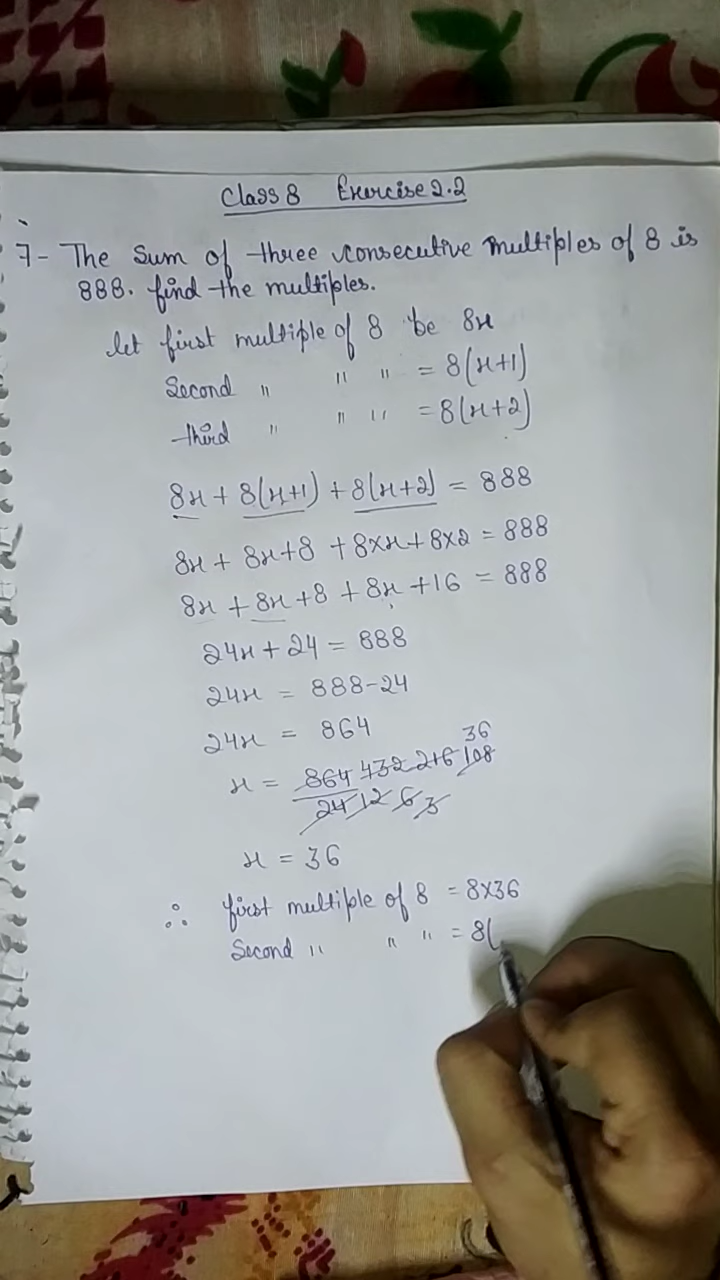 Class 8 Exercise 2.2
7- The Sum of three consecutive multiples of 8 is
888. find the multiples.
let first multiple of 8 be 8x
Second " " " = 8(x+1)
third " " " = 8(x+2)
8x + 8(x+1) + 8(x+2) = 888
8x + 8x+8 + 8×x+8×2 = 888
8x + 8x +8 + 8x +16 = 888
24x + 24 = 888
24x = 888-24
24x = 864
36
x = 864 432 216 108
24 12 6 3
x = 36
∴ first multiple of 8 = 8×36
Second " " " = 8(